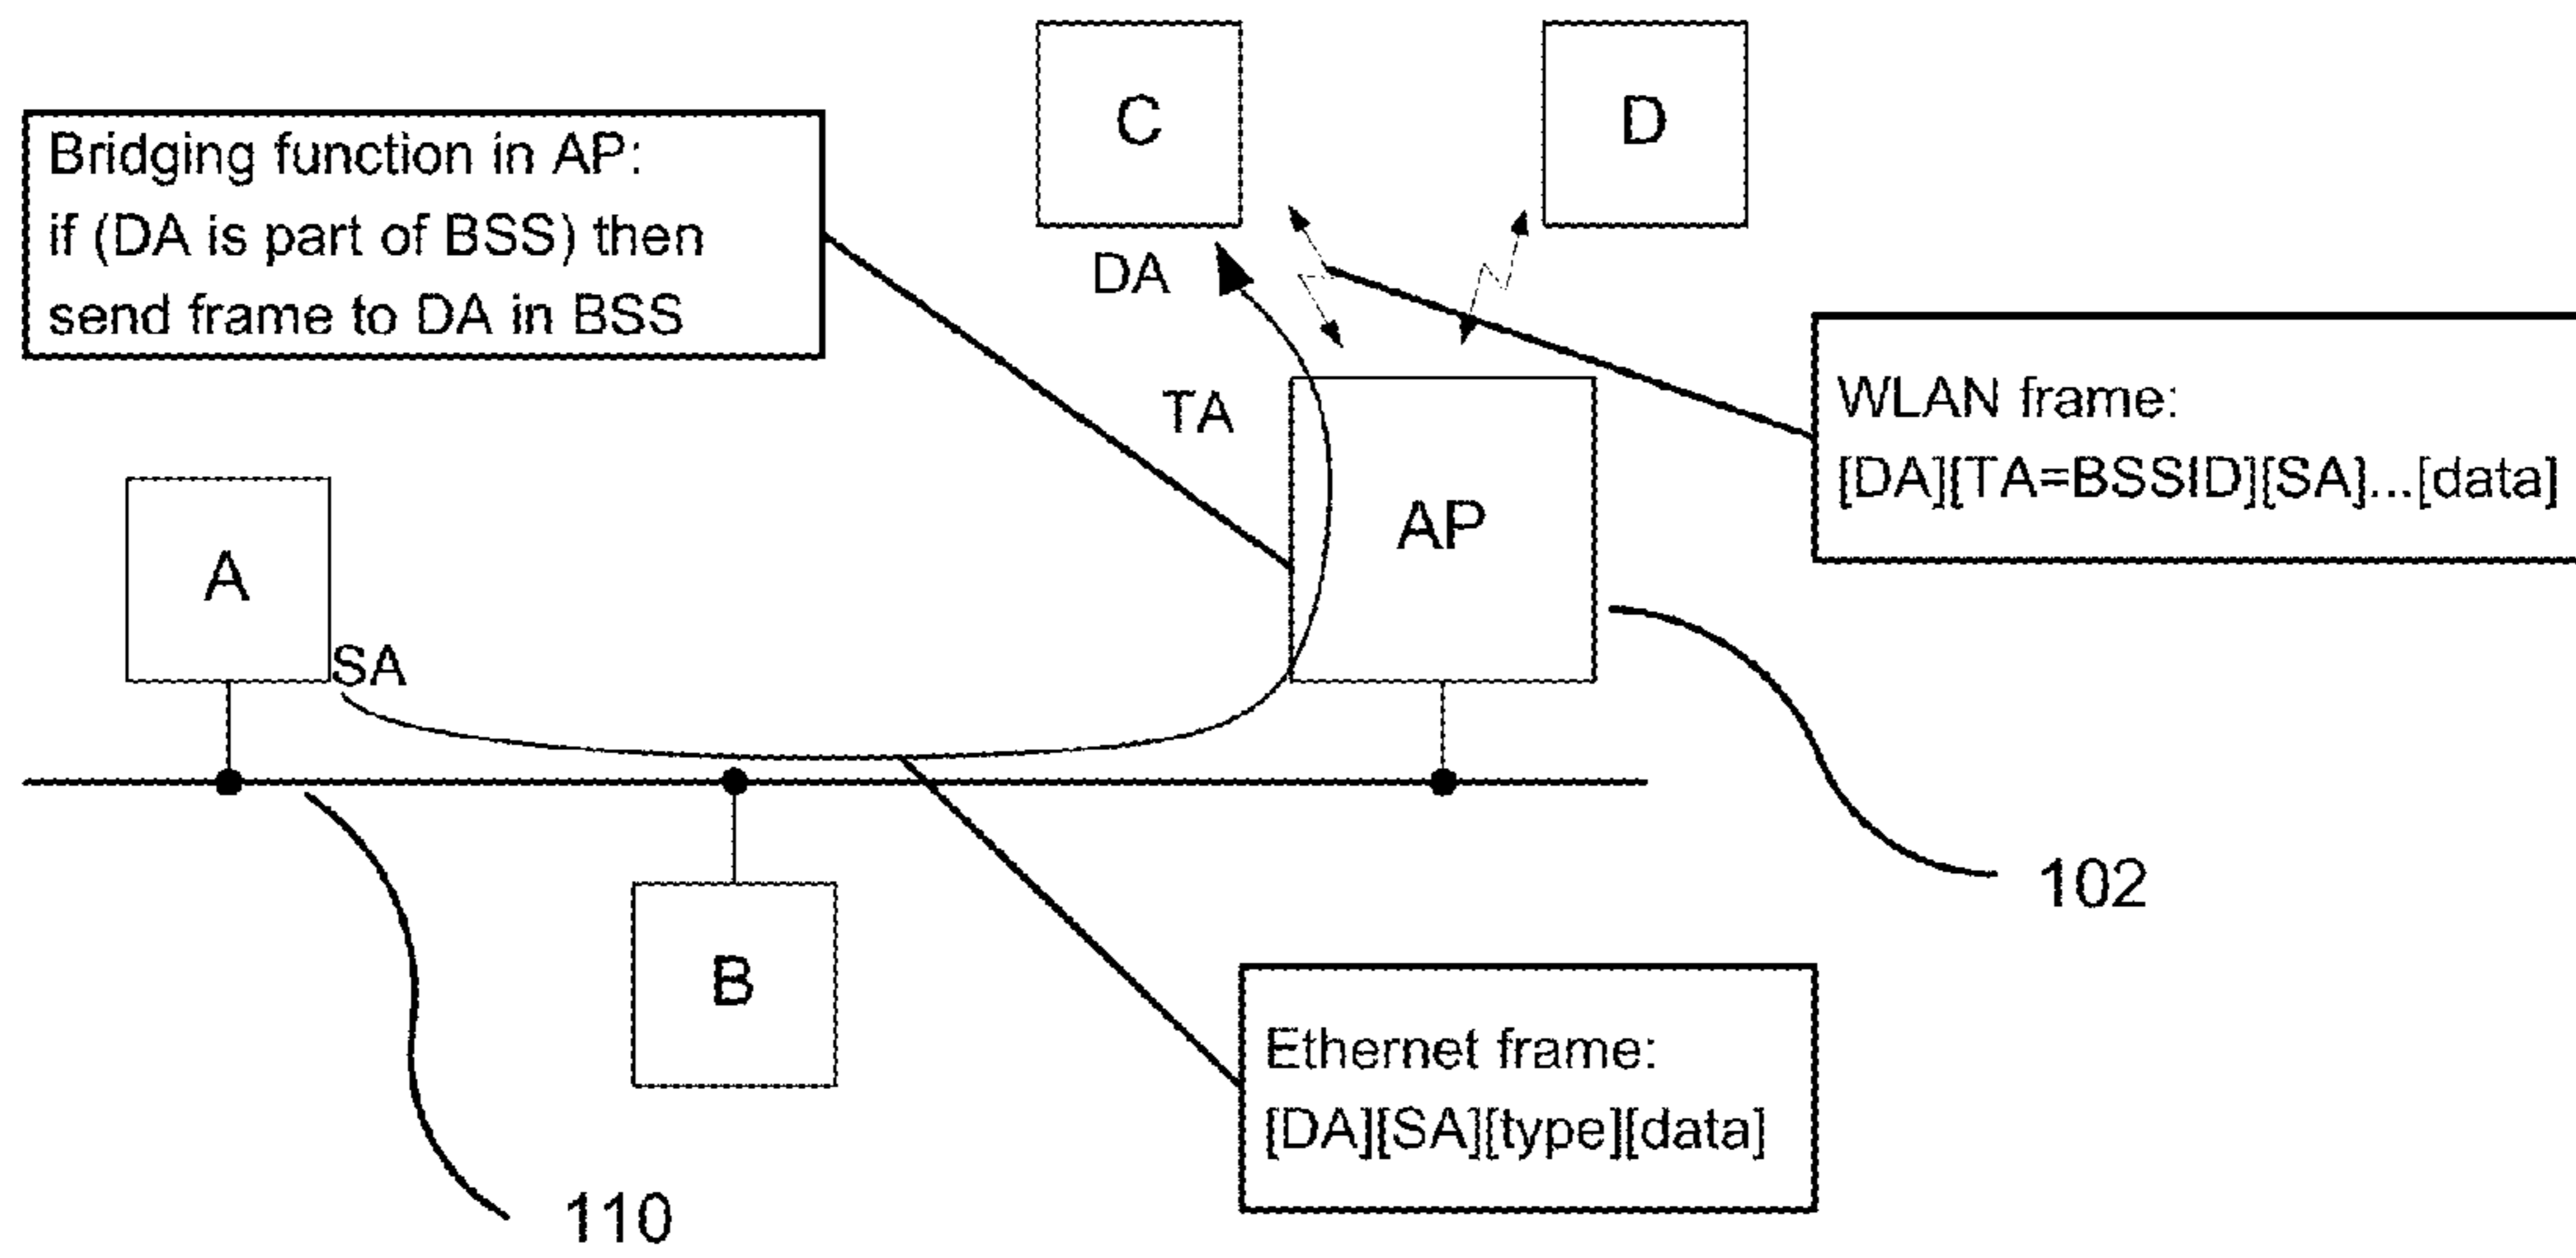 C
D
Bridging function in AP:
if (DA is part of BSS) then
send frame to DA in BSS
DA
TA
WLAN frame:
[DA][TA=BSSID][SA]...[data]
A
AP
SA
102
B
Ethernet frame:
[DA][SA][type][data]
110